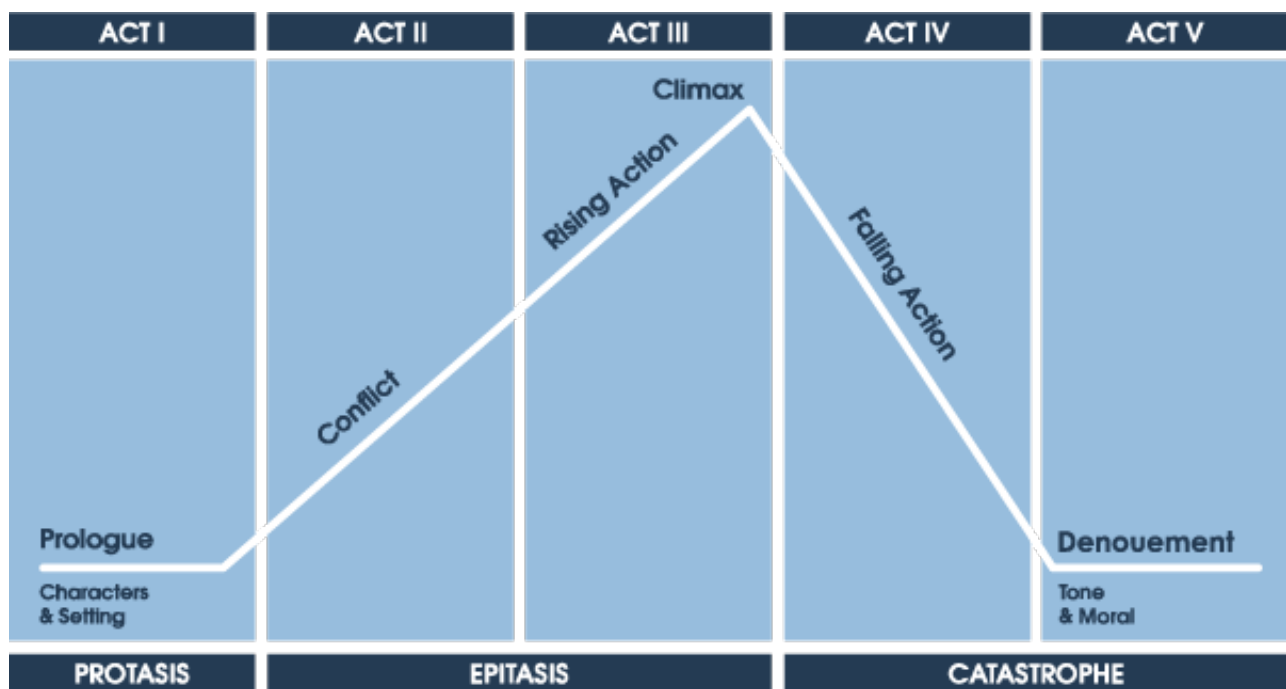 ACT I
ACT II
ACT III
ACT IV
ACT V
Climax
Rising Action
Falling Action
Conflict
Prologue
Characters
& Setting
Denouement
Tone
& Moral
PROTASIS
EPITASIS
CATASTROPHE